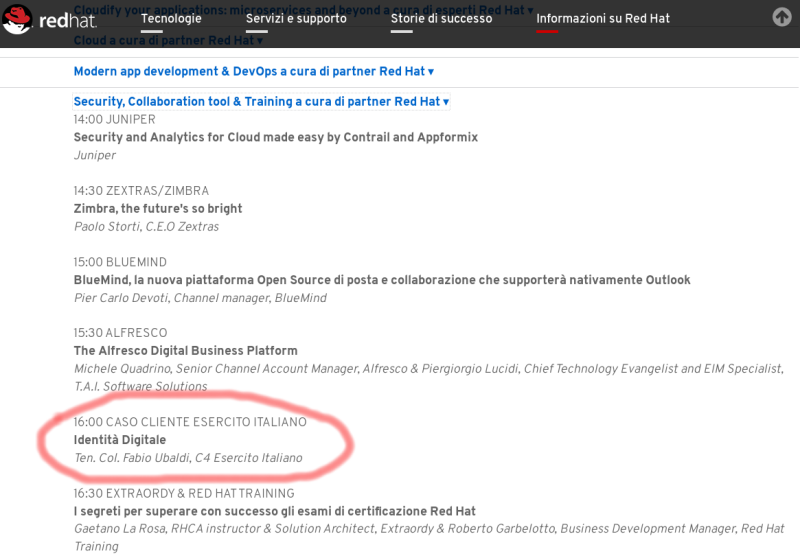 Cloudify your applications: microservices and beyond a cura di esperti Red Hat ▾
redhat. Tecnologie Servizi e supporto Storie di successo Informazioni su Red Hat
Cloud a cura di partner Red Hat ▾
Modern app development & DevOps a cura di partner Red Hat ▾
Security, Collaboration tool & Training a cura di partner Red Hat ▾
14:00 JUNIPER
Security and Analytics for Cloud made easy by Contrail and Appformix
Juniper
14:30 ZEXTRAS/ZIMBRA
Zimbra, the future's so bright
Paolo Storti, C.E.O Zextras
15:00 BLUEMIND
BlueMind, la nuova piattaforma Open Source di posta e collaborazione che supporterà nativamente Outlook
Pier Carlo Devoti, Channel manager, BlueMind
15:30 ALFRESCO
The Alfresco Digital Business Platform
Michele Quadrino, Senior Channel Account Manager, Alfresco & Piergiorgio Lucidi, Chief Technology Evangelist and EIM Specialist,
T.A.I. Software Solutions
16:00 CASO CLIENTE ESERCITO ITALIANO
Identità Digitale
Ten. Col. Fabio Ubaldi, C4 Esercito Italiano
16:30 EXTRAORDY & RED HAT TRAINING
I segreti per superare con successo gli esami di certificazione Red Hat
Gaetano La Rosa, RHCA instructor & Solution Architect, Extraordy & Roberto Garbelotto, Business Development Manager, Red Hat
Training